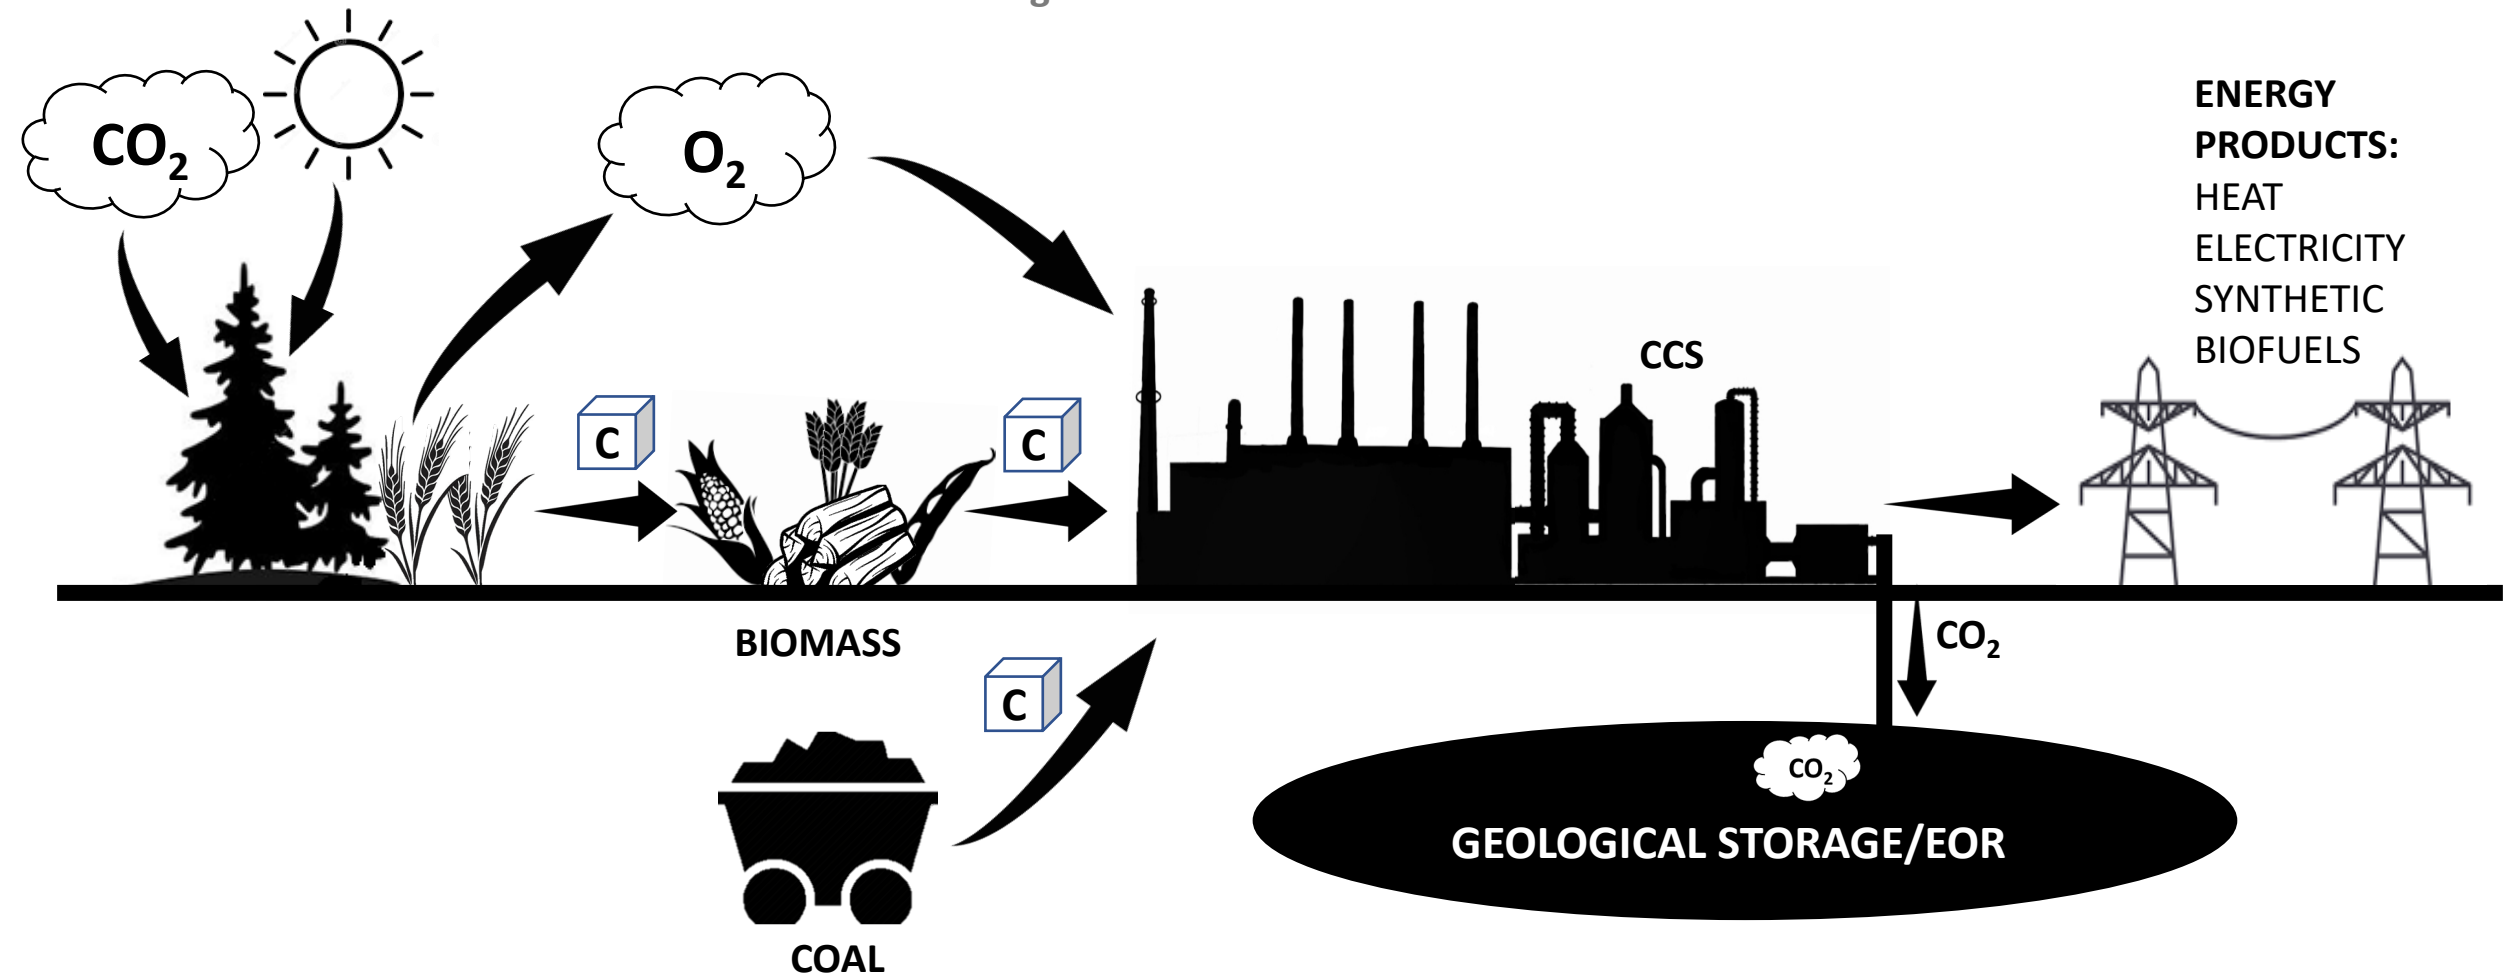 CO₂
O₂
ENERGY
PRODUCTS:
HEAT
ELECTRICITY
SYNTHETIC
BIOFUELS
CCS
C
C
BIOMASS
C
CO₂
CO₂
GEOLOGICAL STORAGE/EOR
COAL